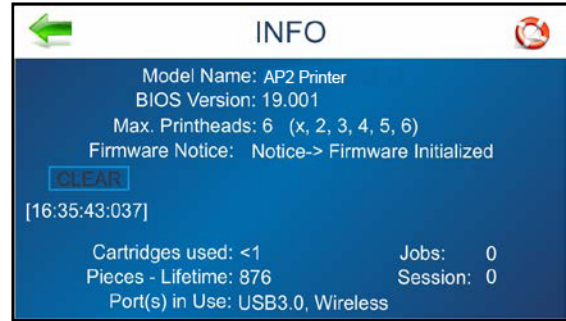 INFO
Model Name: AP2 Printer
BIOS Version: 19.001
Max. Printheads: 6 (x, 2, 3, 4, 5, 6)
Firmware Notice: Notice-> Firmware Initialized
CLEAR
[16:35:43:037]
Cartridges used: <1 Jobs: 0
Pieces - Lifetime: 876 Session: 0
Port(s) in Use: USB3.0, Wireless